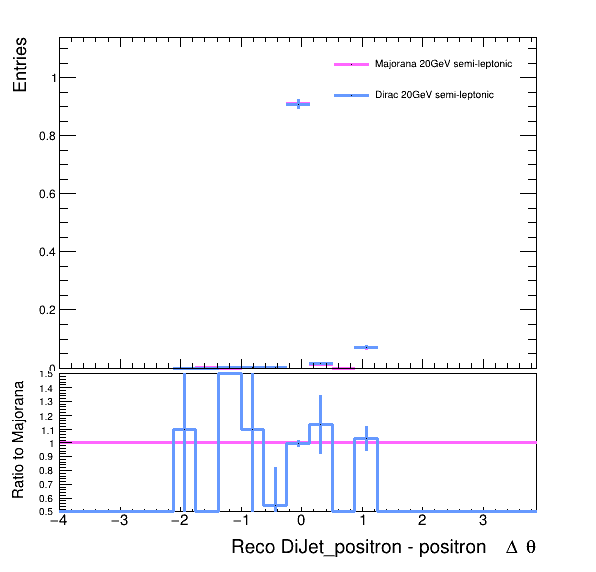 Entries
1
0.8
0.6
0.4
0.2
0
Majorana 20GeV semi-leptonic
Dirac 20GeV semi-leptonic
Ratio to Majorana
1.5
1.4
1.3
1.2
1.1
1
0.9
0.8
0.7
0.6
0.5
−4 −3 −2 −1 0 1 2 3
Reco DiJet_positron - positron Δ θ